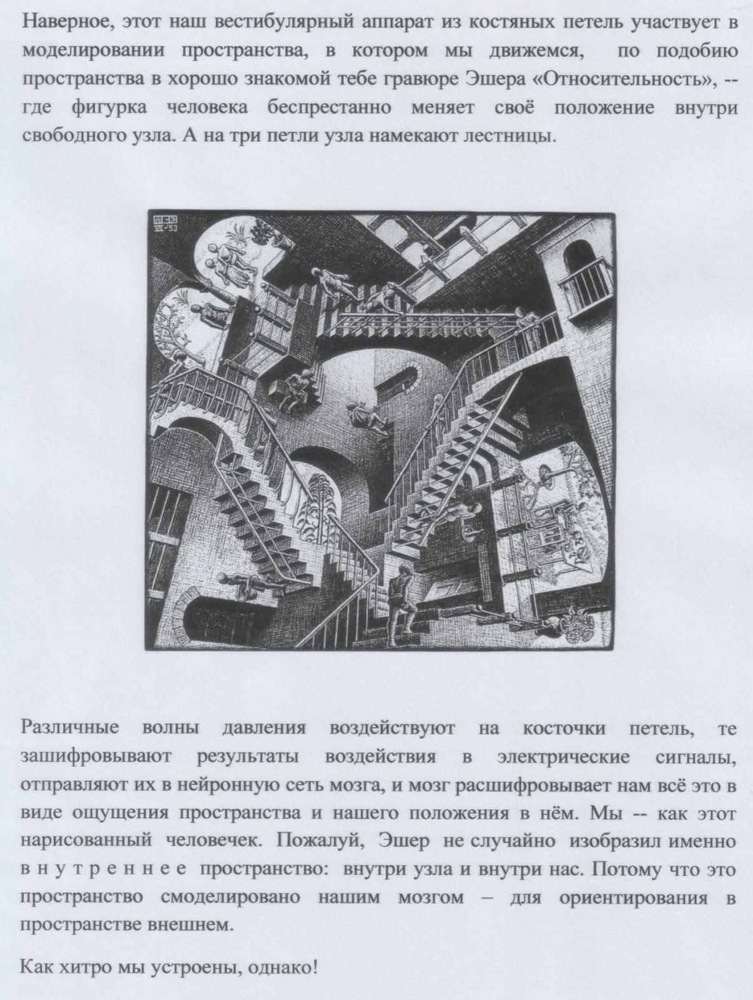 Наверное, этот наш вестибулярный аппарат из костяных петель участвует в
моделировании пространства, в котором мы движемся, по подобию
пространства в хорошо знакомой тебе гравюре Эшера «Относительность», --
где фигурка человека беспрестанно меняет своё положение внутри
свободного узла. А на три петли узла намекают лестницы.
MCE
VII-'53
Различные волны давления воздействуют на косточки петель, те
зашифровывают результаты воздействия в электрические сигналы,
отправляют их в нейронную сеть мозга, и мозг расшифровывает нам всё это в
виде ощущения пространства и нашего положения в нём. Мы -- как этот
нарисованный человечек. Пожалуй, Эшер не случайно изобразил именно
в н у т р е н н е е пространство: внутри узла и внутри нас. Потому что это
пространство смоделировано нашим мозгом – для ориентирования в
пространстве внешнем.
Как хитро мы устроены, однако!